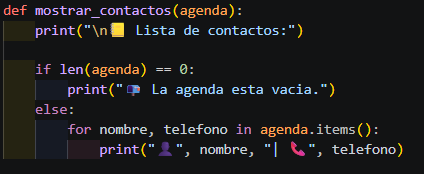 def mostrar_contactos(agenda):
    print("\n📒 Lista de contactos:")

    if len(agenda) == 0:
        print("📭 La agenda esta vacia.")
    else:
        for nombre, telefono in agenda.items():
            print("👤", nombre, "| 📞", telefono)